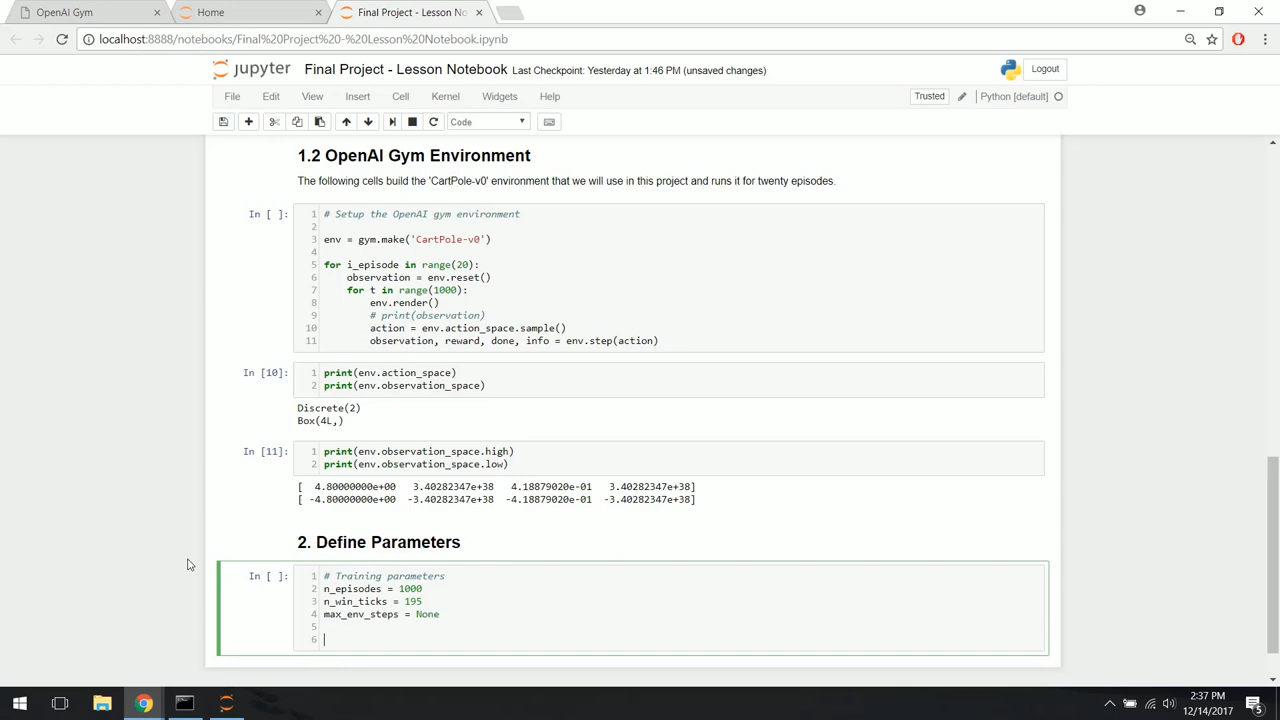 OpenAI Gym
Home
Final Project - Lesson No
localhost:8888/notebooks/Final%20Project%20-%20Lesson%20Notebook.ipynb
jupyter Final Project - Lesson Notebook Last Checkpoint: Yesterday at 1:46 PM (unsaved changes)
Logout
File Edit View Insert Cell Kernel Widgets Help
Trusted Python [default]
Code
1.2 OpenAI Gym Environment
The following cells build the 'CartPole-v0' environment that we will use in this project and runs it for twenty episodes.
In [ ]: 1 # Setup the OpenAI gym environment
2
3 env = gym.make('CartPole-v0')
4
5 for i_episode in range(20):
6 observation = env.reset()
7 for t in range(1000):
8 env.render()
9 # print(observation)
10 action = env.action_space.sample()
11 observation, reward, done, info = env.step(action)
In [10]: 1 print(env.action_space)
2 print(env.observation_space)
Discrete(2)
Box(4L,)
In [11]: 1 print(env.observation_space.high)
2 print(env.observation_space.low)
[ 4.80000000e+00 3.40282347e+38 4.18879020e-01 3.40282347e+38]
[ -4.80000000e+00 -3.40282347e+38 -4.18879020e-01 -3.40282347e+38]
2. Define Parameters
In [ ]: 1 # Training parameters
2 n_episodes = 1000
3 n_win_ticks = 195
4 max_env_steps = None
5
6
2:37 PM
12/14/2017
5